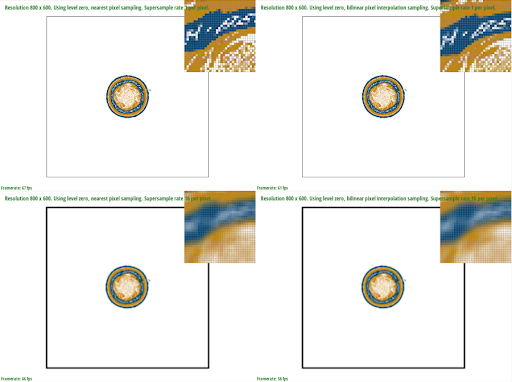 Resolution 800 x 600. Using level zero, nearest pixel sampling. Supersample rate 1 per pixel.
Resolution 800 x 600. Using level zero, bilinear pixel interpolation sampling. Supersample rate 1 per pixel.
Framerate: 67 fps
Framerate: 61 fps
Resolution 800 x 600. Using level zero, nearest pixel sampling. Supersample rate 16 per pixel.
Resolution 800 x 600. Using level zero, bilinear pixel interpolation sampling. Supersample rate 16 per pixel.
Framerate: 66 fps
Framerate: 58 fps